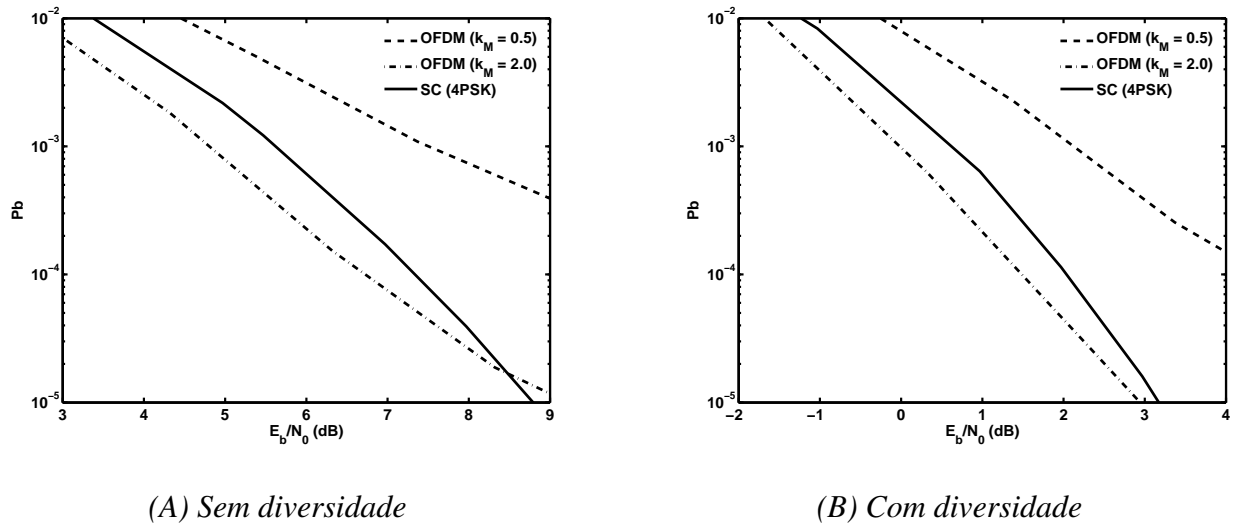 10⁻²
10⁻³
10⁻⁴
10⁻⁵
Pb
3 4 5 6 7 8 9
E_b/N_0 (dB)
OFDM (k_M = 0.5)
OFDM (k_M = 2.0)
SC (4PSK)
(A) Sem diversidade
10⁻²
10⁻³
10⁻⁴
10⁻⁵
Pb
−2 −1 0 1 2 3 4
E_b/N_0 (dB)
OFDM (k_M = 0.5)
OFDM (k_M = 2.0)
SC (4PSK)
(B) Com diversidade